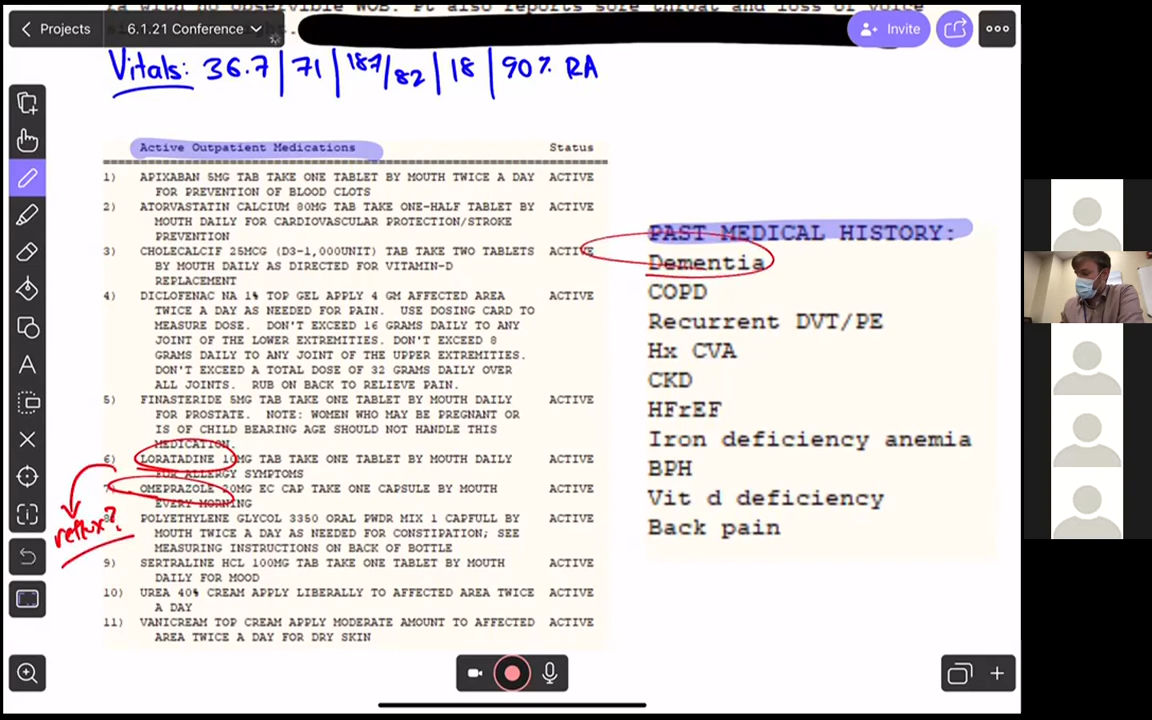 ra with no observible WOB. Pt also reports sore throat and loss of voice
Projects
6.1.21 Conference
Invite
Vitals: 36.7 | 71 | 187/82 | 18 | 90% RA
Active Outpatient Medications Status
1) APIXABAN 5MG TAB TAKE ONE TABLET BY MOUTH TWICE A DAY ACTIVE
FOR PREVENTION OF BLOOD CLOTS
2) ATORVASTATIN CALCIUM 80MG TAB TAKE ONE-HALF TABLET BY ACTIVE
MOUTH DAILY FOR CARDIOVASCULAR PROTECTION/STROKE
PREVENTION
3) CHOLECALCIF 25MCG (D3-1,000UNIT) TAB TAKE TWO TABLETS ACTIVE
BY MOUTH DAILY AS DIRECTED FOR VITAMIN-D
REPLACEMENT
4) DICLOFENAC NA 1% TOP GEL APPLY 4 GM AFFECTED AREA ACTIVE
TWICE A DAY AS NEEDED FOR PAIN. USE DOSING CARD TO
MEASURE DOSE. DON'T EXCEED 16 GRAMS DAILY TO ANY
JOINT OF THE LOWER EXTREMITIES. DON'T EXCEED 8
GRAMS DAILY TO ANY JOINT OF THE UPPER EXTREMITIES.
DON'T EXCEED A TOTAL DOSE OF 32 GRAMS DAILY OVER
ALL JOINTS. RUB ON BACK TO RELIEVE PAIN.
5) FINASTERIDE 5MG TAB TAKE ONE TABLET BY MOUTH DAILY ACTIVE
FOR PROSTATE. NOTE: WOMEN WHO MAY BE PREGNANT OR
IS OF CHILD BEARING AGE SHOULD NOT HANDLE THIS
MEDICATION.
6) LORATADINE 10MG TAB TAKE ONE TABLET BY MOUTH DAILY ACTIVE
FOR ALLERGY SYMPTOMS
7) OMEPRAZOLE 20MG EC CAP TAKE ONE CAPSULE BY MOUTH ACTIVE
EVERY MORNING
POLYETHYLENE GLYCOL 3350 ORAL PWDR MIX 1 CAPFULL BY ACTIVE
MOUTH TWICE A DAY AS NEEDED FOR CONSTIPATION; SEE
MEASURING INSTRUCTIONS ON BACK OF BOTTLE
9) SERTRALINE HCL 100MG TAB TAKE ONE TABLET BY MOUTH ACTIVE
DAILY FOR MOOD
10) UREA 40% CREAM APPLY LIBERALLY TO AFFECTED AREA TWICE ACTIVE
A DAY
11) VANICREAM TOP CREAM APPLY MODERATE AMOUNT TO AFFECTED ACTIVE
AREA TWICE A DAY FOR DRY SKIN
reflux?
PAST MEDICAL HISTORY:
Dementia
COPD
Recurrent DVT/PE
Hx CVA
CKD
HFrEF
Iron deficiency anemia
BPH
Vit d deficiency
Back pain